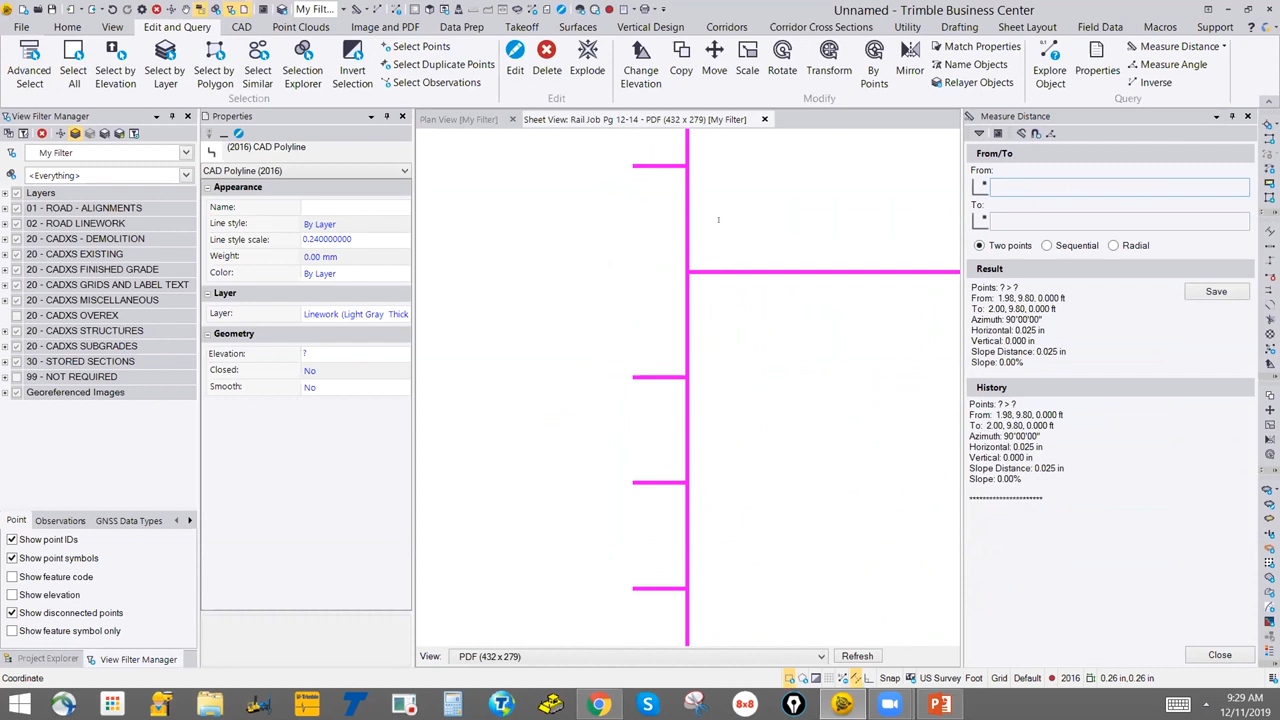 My Filt...
Unnamed - Trimble Business Center
File Home View Edit and Query CAD Point Clouds Image and PDF Data Prep Takeoff Surfaces Utility Design Corridors Corridor Cross Sections Utilities Drafting Sheet Layout Field Data Macros Support
Advanced Select
Select All
Select by Elevation
Select by Layer
Select by Polygon
Select Similar
Selection Explorer
Invert Selection
Select Points
Select Duplicate Points
Select Observations
Edit
Delete
Explode
Change Elevation
Copy
Move
Scale
Rotate
Transform
By Points
Mirror
Match Properties
Name Objects
Relayer Objects
Explore Object
Properties
Measure Distance
Measure Angle
Inverse
Selection Edit Modify Query
View Filter Manager
My Filter
<Everything>
Layers
01 - ROAD - ALIGNMENTS
02 - ROAD LINEWORK
20 - CADXS - DEMOLITION
20 - CADXS EXISTING
20 - CADXS FINISHED GRADE
20 - CADXS GRIDS AND LABEL TEXT
20 - CADXS MISCELLANEOUS
20 - CADXS OVEREX
20 - CADXS STRUCTURES
20 - CADXS SUBGRADES
30 - STORED SECTIONS
99 - NOT REQUIRED
Georeferenced Images
Point Observations GNSS Data Types
Show point IDs
Show point symbols
Show feature code
Show elevation
Show disconnected points
Show feature symbol only
Project Explorer View Filter Manager
Properties
(2016) CAD Polyline
CAD Polyline (2016)
Appearance
Name:
Line style: By Layer
Line style scale: 0.240000000
Weight: 0.00 mm
Color: By Layer
Layer
Layer: Linework (Light Gray Thick
Geometry
Elevation: ?
Closed: No
Smooth: No
Plan View [My Filter] Sheet View: Rail Job Pg 12-14 - PDF (432 x 279) [My Filter]
View: PDF (432 x 279) Refresh
Measure Distance
From/To
From:
To:
Two points Sequential Radial
Result
Points: ? > ?
From: 1.98, 9.80, 0.000 ft
To: 2.00, 9.80, 0.000 ft
Azimuth: 90°00'00"
Horizontal: 0.025 in
Vertical: 0.000 in
Slope Distance: 0.025 in
Slope: 0.00%
Save
History
Points: ? > ?
From: 1.98, 9.80, 0.000 ft
To: 2.00, 9.80, 0.000 ft
Azimuth: 90°00'00"
Horizontal: 0.025 in
Vertical: 0.000 in
Slope Distance: 0.025 in
Slope: 0.00%
**********************
Close
Coordinate
Snap US Survey Foot Grid Default 2016 0.26 in,0.26 in
8x8
9:29 AM
12/11/2019